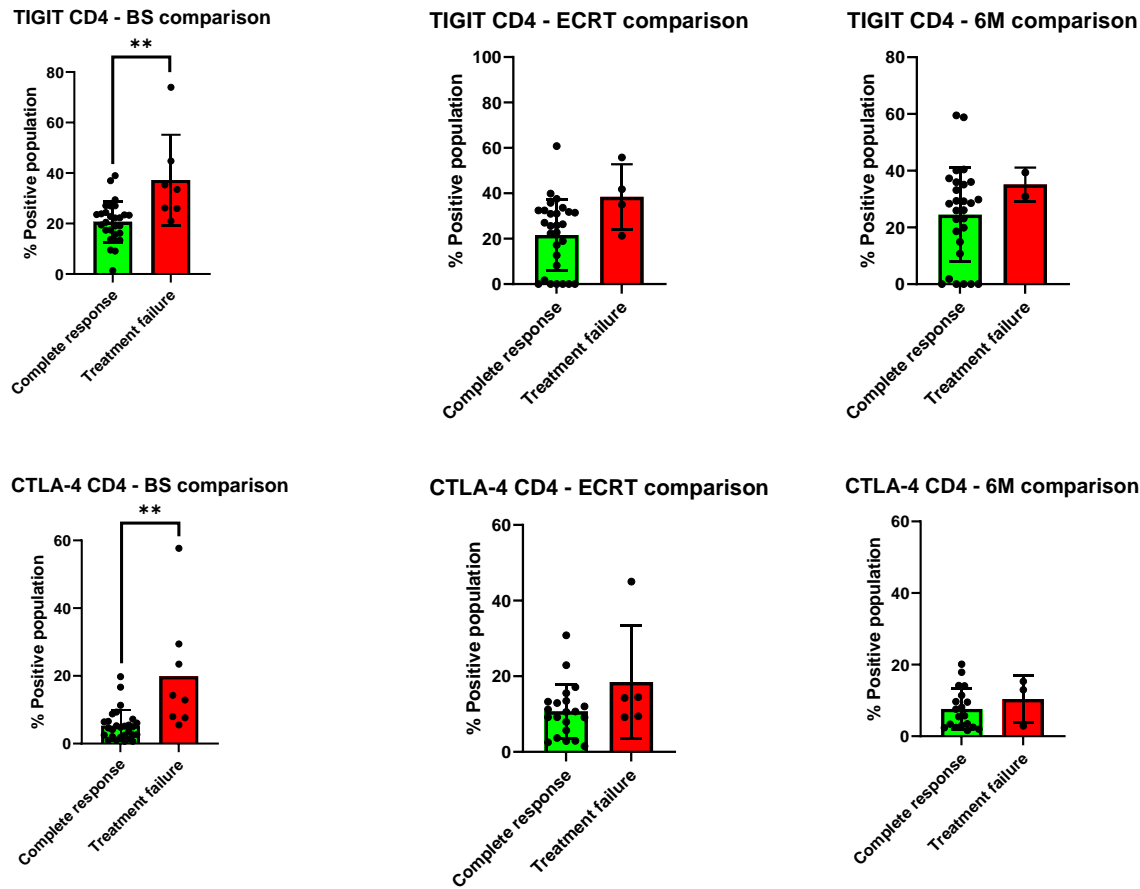 TIGIT CD4 - BS comparison
**
% Positive population
80
60
40
20
0
Complete response
Treatment failure
TIGIT CD4 - ECRT comparison
% Positive population
100
80
60
40
20
0
Complete response
Treatment failure
TIGIT CD4 - 6M comparison
% Positive population
80
60
40
20
0
Complete response
Treatment failure
CTLA-4 CD4 - BS comparison
**
% Positive population
60
40
20
0
Complete response
Treatment failure
CTLA-4 CD4 - ECRT comparison
% Positive population
60
40
20
0
Complete response
Treatment failure
CTLA-4 CD4 - 6M comparison
% Positive population
60
40
20
0
Complete response
Treatment failure